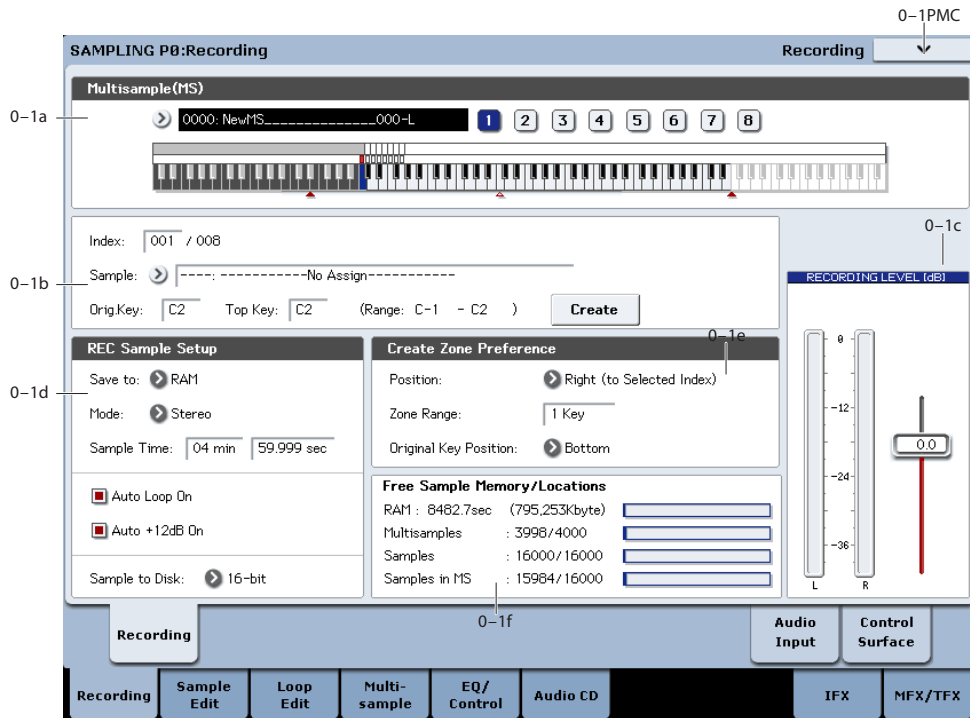 0–1PMC
SAMPLING P0:Recording
Recording
Multisample(MS)
0–1a
0000: NewMS______________000-L
1 2 3 4 5 6 7 8
0–1c
Index: 001 / 008
RECORDING LEVEL [dB]
0–1b
Sample: ----: -----------No Assign-----------
Orig.Key: C2 Top Key: C2 (Range: C-1 - C2 ) Create
0–1e
REC Sample Setup
Create Zone Preference
0–1d
Save to: RAM
Mode: Stereo
Sample Time: 04 min 59.999 sec
Auto Loop On
Auto +12dB On
Sample to Disk: 16-bit
Position: Right (to Selected Index)
Zone Range: 1 Key
Original Key Position: Bottom
Free Sample Memory/Locations
RAM : 8482.7sec (795,253Kbyte)
Multisamples : 3998/4000
Samples : 16000/16000
Samples in MS : 15984/16000
0–1f
0
-12
-24
-36
L R
0.0
Recording
Audio Input
Control Surface
Recording
Sample Edit
Loop Edit
Multi-sample
EQ/Control
Audio CD
IFX
MFX/TFX